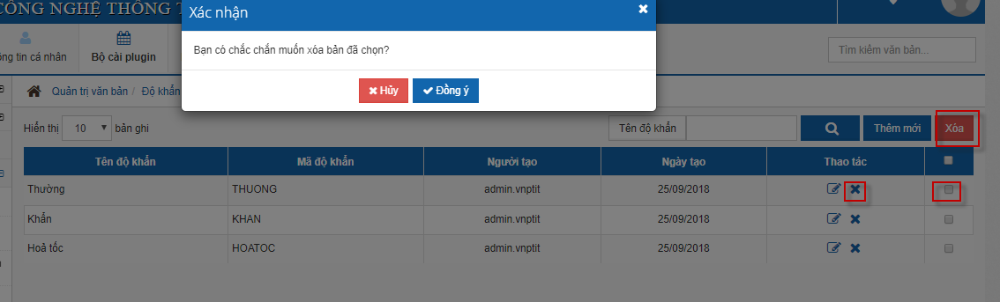 CÔNG NGHỆ THÔNG T
Xác nhận
ng tin cá nhân
Bộ cài plugin
Bạn có chắc chắn muốn xóa bản đã chọn?
Tìm kiếm văn bản...
Hủy Đồng ý
Quản trị văn bản / Độ khẩn
Hiển thị 10 bản ghi
Tên độ khẩn
Thêm mới
Xóa
Tên độ khẩn Mã độ khẩn Người tạo Ngày tạo Thao tác
Thường THUONG admin.vnptit 25/09/2018
Khẩn KHAN admin.vnptit 25/09/2018
Hoả tốc HOATOC admin.vnptit 25/09/2018